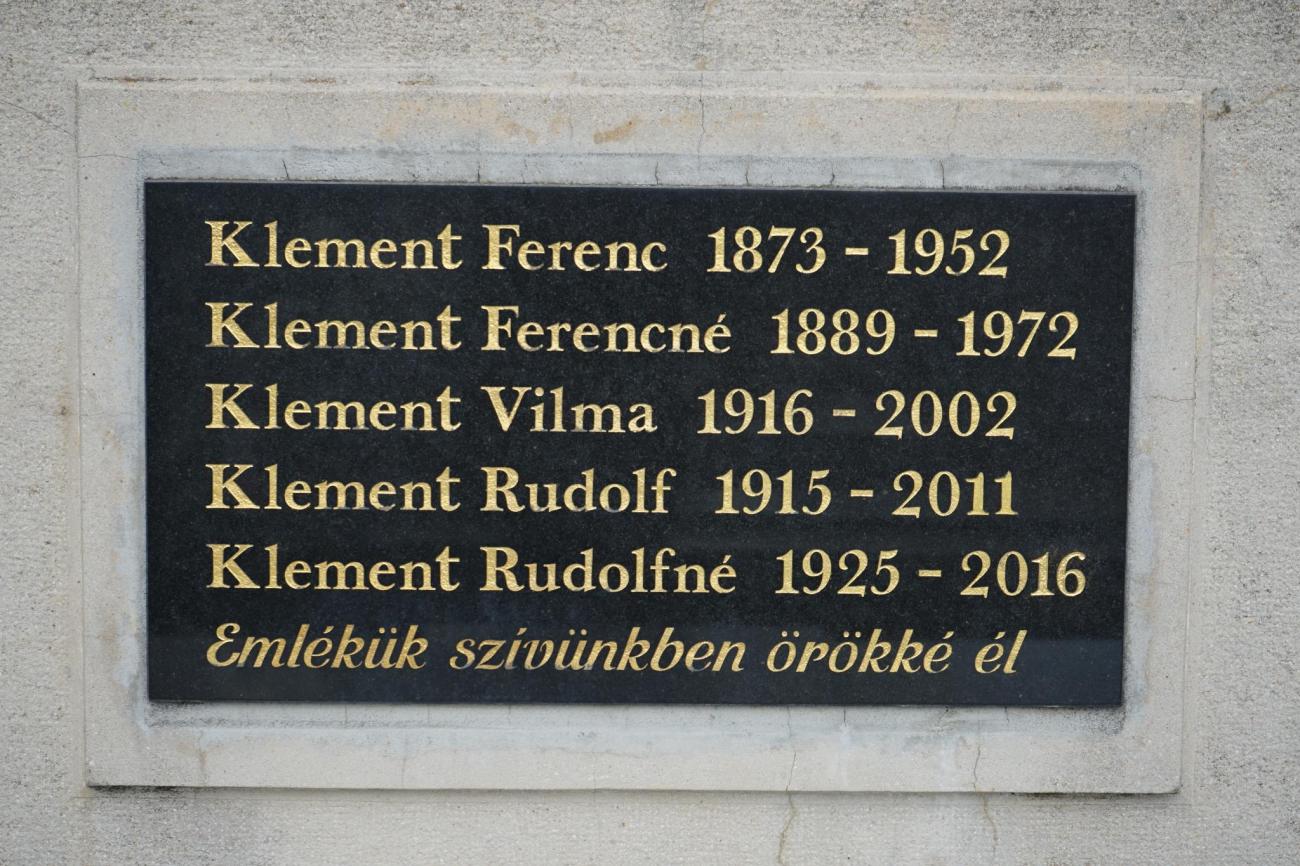 Klement Ferenc 1873 - 1952
Klement Ferencné 1889 - 1972
Klement Vilma 1916 - 2002
Klement Rudolf 1915 - 2011
Klement Rudolfné 1925 - 2016
Emlékük szívünkben örökké él